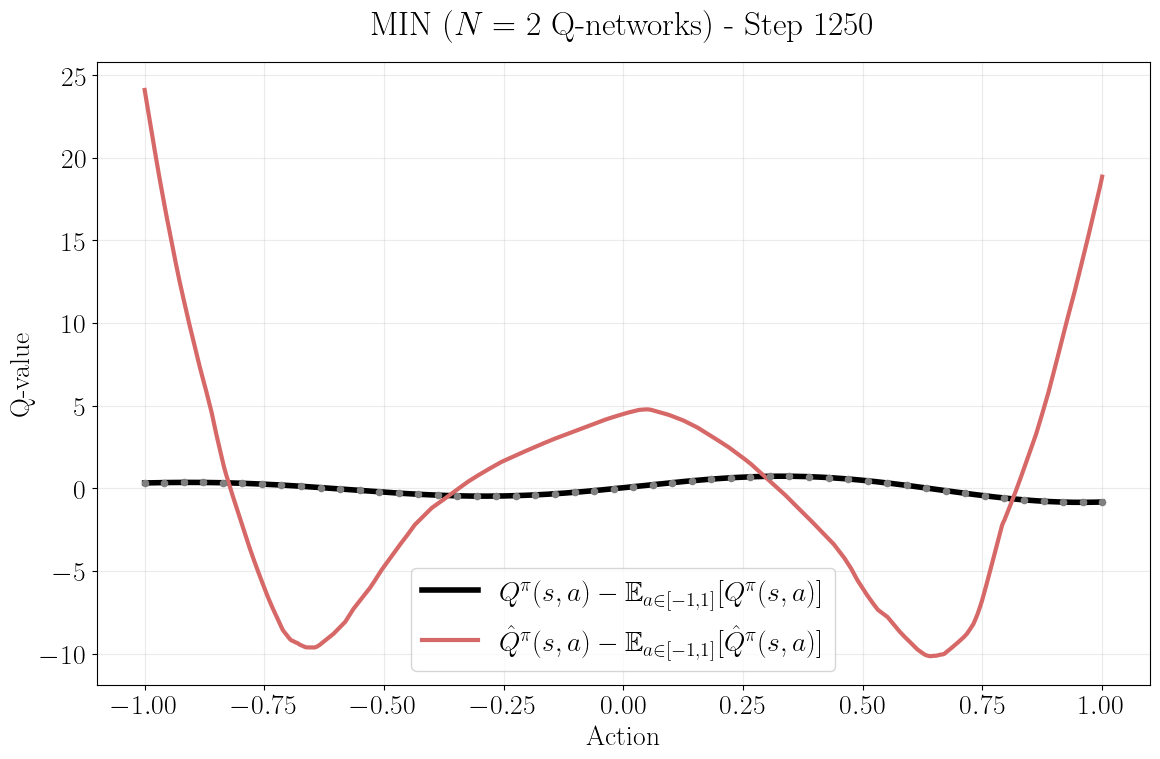 MIN (N = 2 Q-networks) - Step 1250
25
20
15
10
5
0
−5
−10
Q-value
Q^π(s, a) − 𝔼_{a∈[−1,1]}[Q^π(s, a)]
Q̂^π(s, a) − 𝔼_{a∈[−1,1]}[Q̂^π(s, a)]
−1.00 −0.75 −0.50 −0.25 0.00 0.25 0.50 0.75 1.00
Action